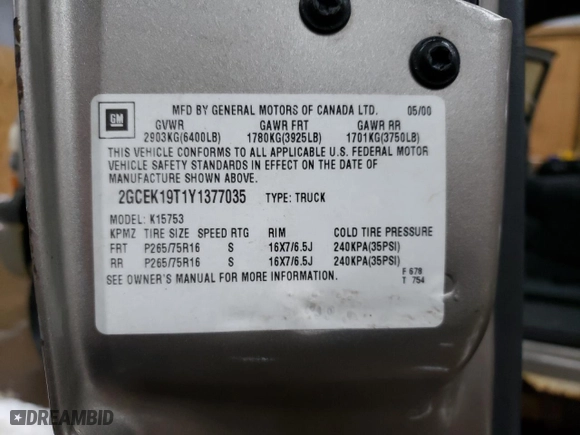 GM
MFD BY GENERAL MOTORS OF CANADA LTD. 05/00
GVWR GAWR FRT GAWR RR
2903KG(6400LB) 1780KG(3925LB) 1701KG(3750LB)
THIS VEHICLE CONFORMS TO ALL APPLICABLE U.S. FEDERAL MOTOR
VEHICLE SAFETY STANDARDS IN EFFECT ON THE DATE OF
MANUFACTURE SHOWN ABOVE.
2GCEK19T1Y1377035 TYPE: TRUCK
MODEL: K15753
KPMZ TIRE SIZE SPEED RTG RIM COLD TIRE PRESSURE
FRT P265/75R16 S 16X7/6.5J 240KPA(35PSI)
RR P265/75R16 S 16X7/6.5J 240KPA(35PSI)
SEE OWNER'S MANUAL FOR MORE INFORMATION.
F 678
T 754
DREAMBID